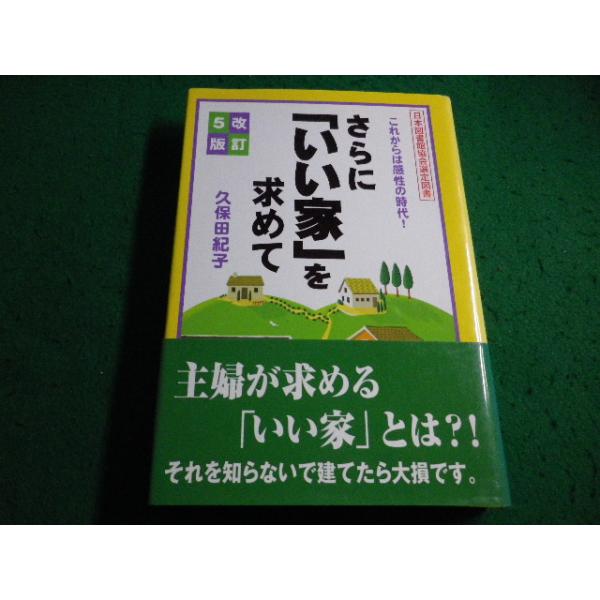 日本図書館協会選定図書
これからは感性の時代!
さらに
「いい家」を
求めて
改訂
5版
久保田紀子
主婦が求める
「いい家」とは?!
それを知らないで建てたら大損です。